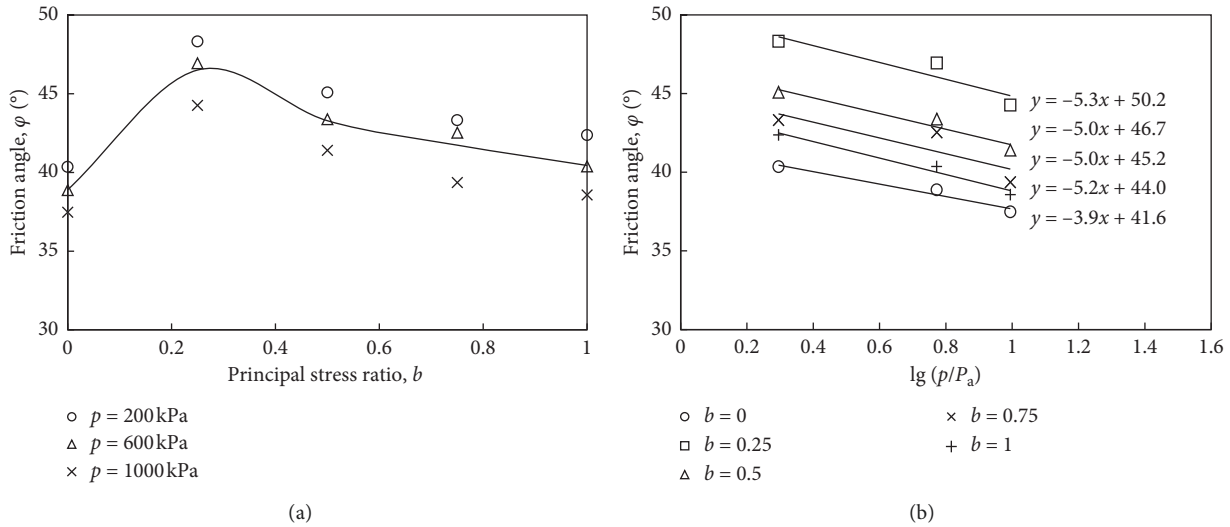 50
45
40
35
30
Friction angle, φ (°)
0 0.2 0.4 0.6 0.8 1
Principal stress ratio, b
p = 200 kPa
p = 600 kPa
p = 1000 kPa
(a)
50
45
40
35
30
Friction angle, φ (°)
y = –5.3x + 50.2
y = –5.0x + 46.7
y = –5.0x + 45.2
y = –5.2x + 44.0
y = –3.9x + 41.6
0 0.2 0.4 0.6 0.8 1 1.2 1.4 1.6
lg (p/Pa)
b = 0
b = 0.25
b = 0.5
b = 0.75
b = 1
(b)